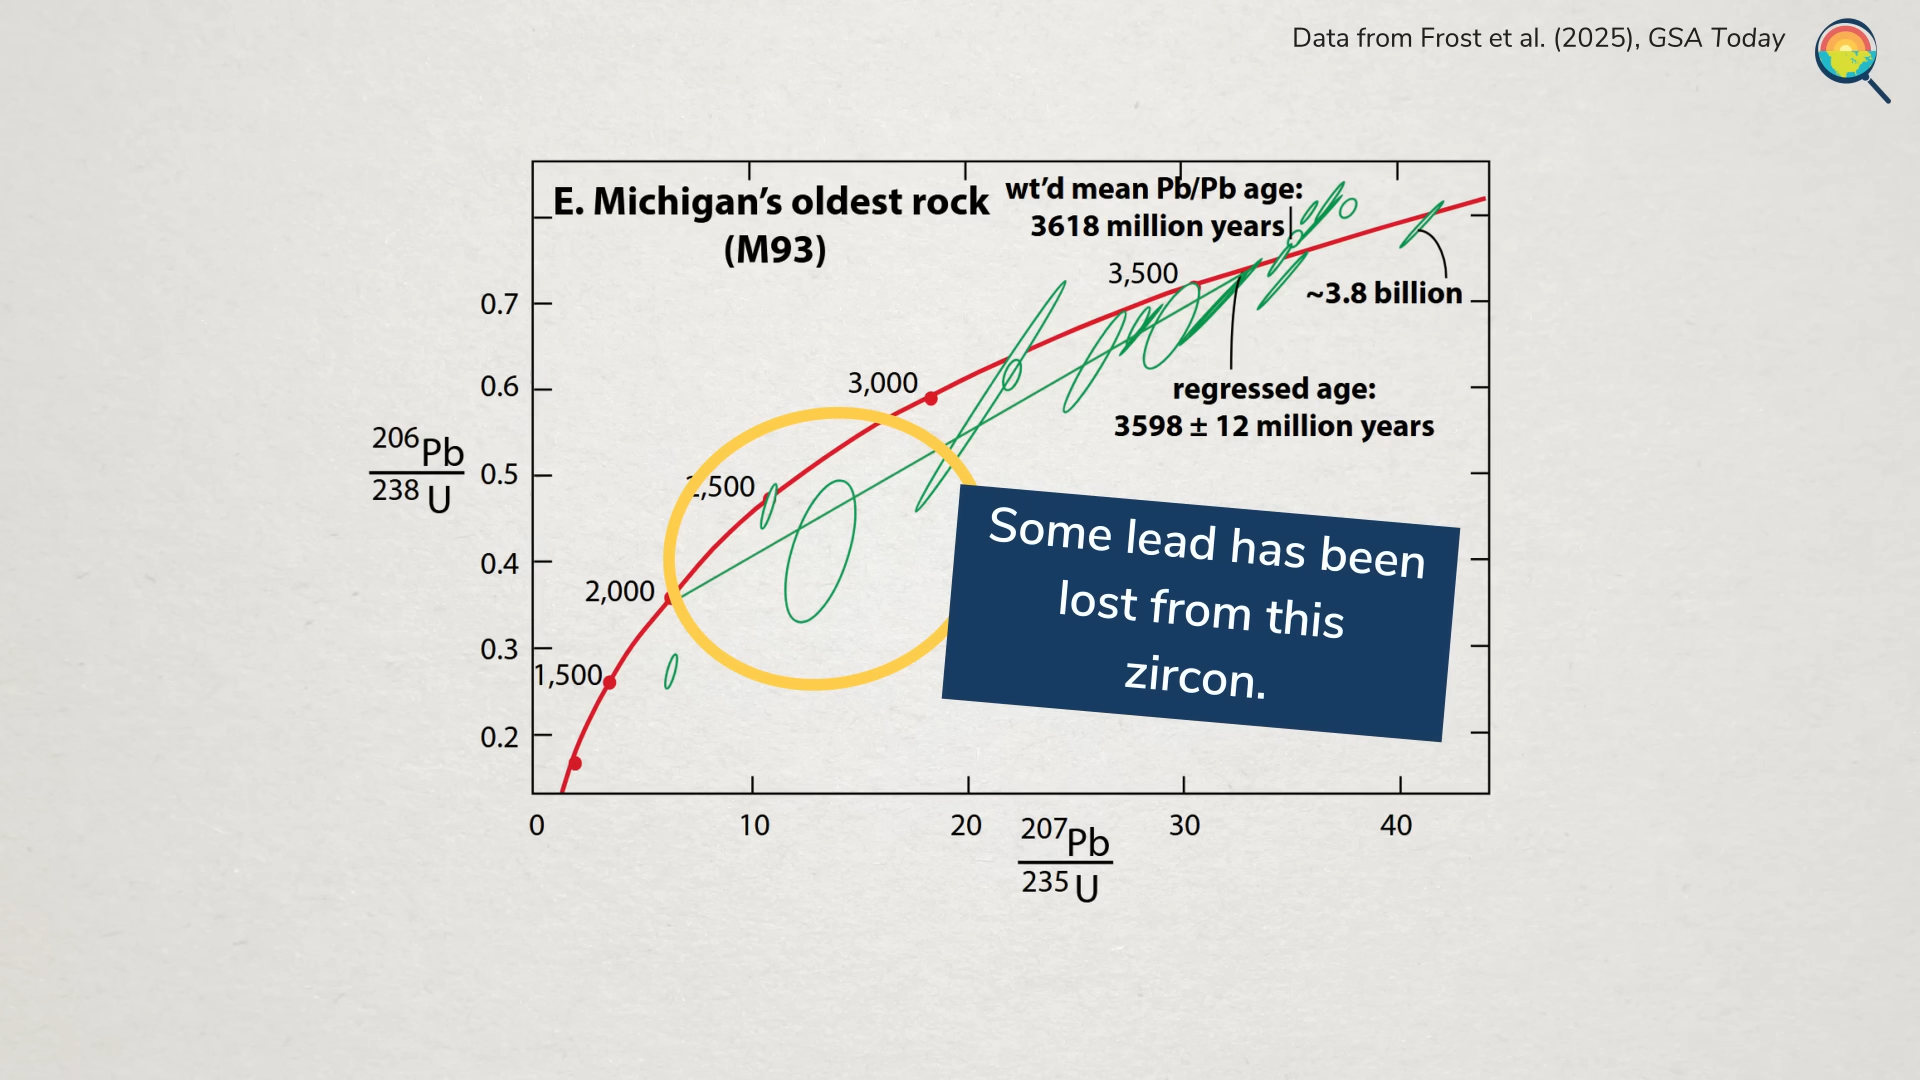 Data from Frost et al. (2025), GSA Today
E. Michigan’s oldest rock
(M93)
wt’d mean Pb/Pb age:
3618 million years
3,500
~3.8 billion
0.7
3,000
0.6
regressed age:
3598 ± 12 million years
206Pb
238 U
0.5
2,500
Some lead has been
lost from this
zircon.
0.4
2,000
0.3
1,500
0.2
0 10 20 30 40
207Pb
235 U